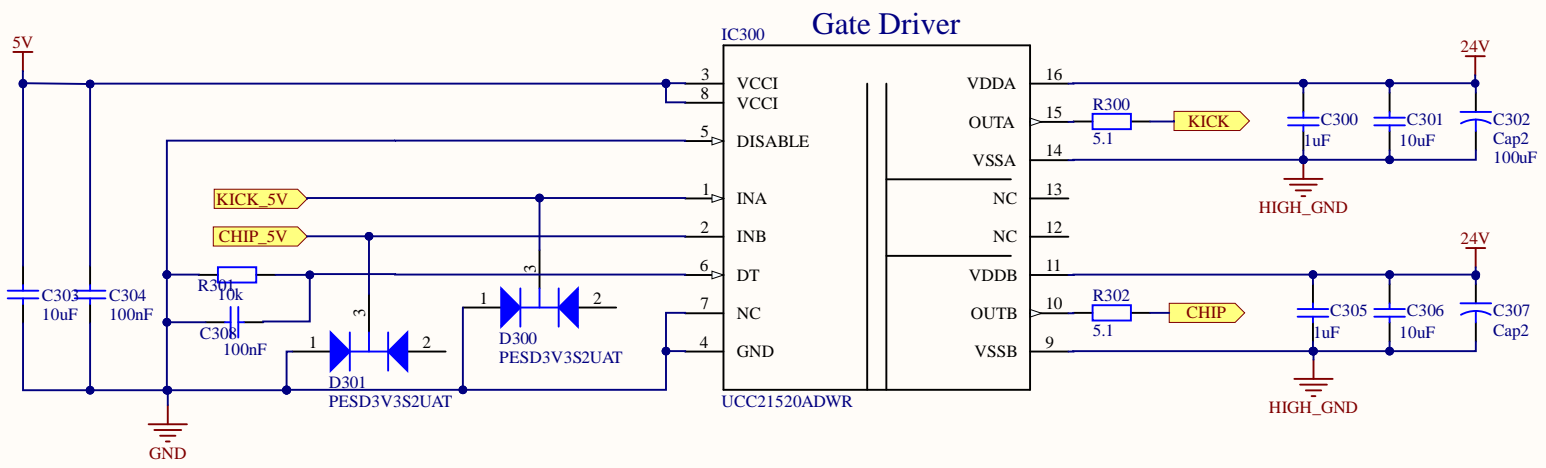 Gate Driver
IC300
5V
3 VCCI
8 VCCI
5 DISABLE
KICK_5V
1 INA
CHIP_5V
2 INB
6 DT
7 NC
4 GND
VDDA 16
OUTA 15
VSSA 14
NC 13
NC 12
VDDB 11
OUTB 10
VSSB 9
UCC21520ADWR
C303
10uF
C304
100nF
R301
10k
C308
100nF
3
1 2
D301
PESD3V3S2UAT
3
1 2
D300
PESD3V3S2UAT
GND
24V
R300
5.1
KICK
C300
1uF
C301
10uF
C302
Cap2
100uF
HIGH_GND
24V
R302
5.1
CHIP
C305
1uF
C306
10uF
C307
Cap2
HIGH_GND